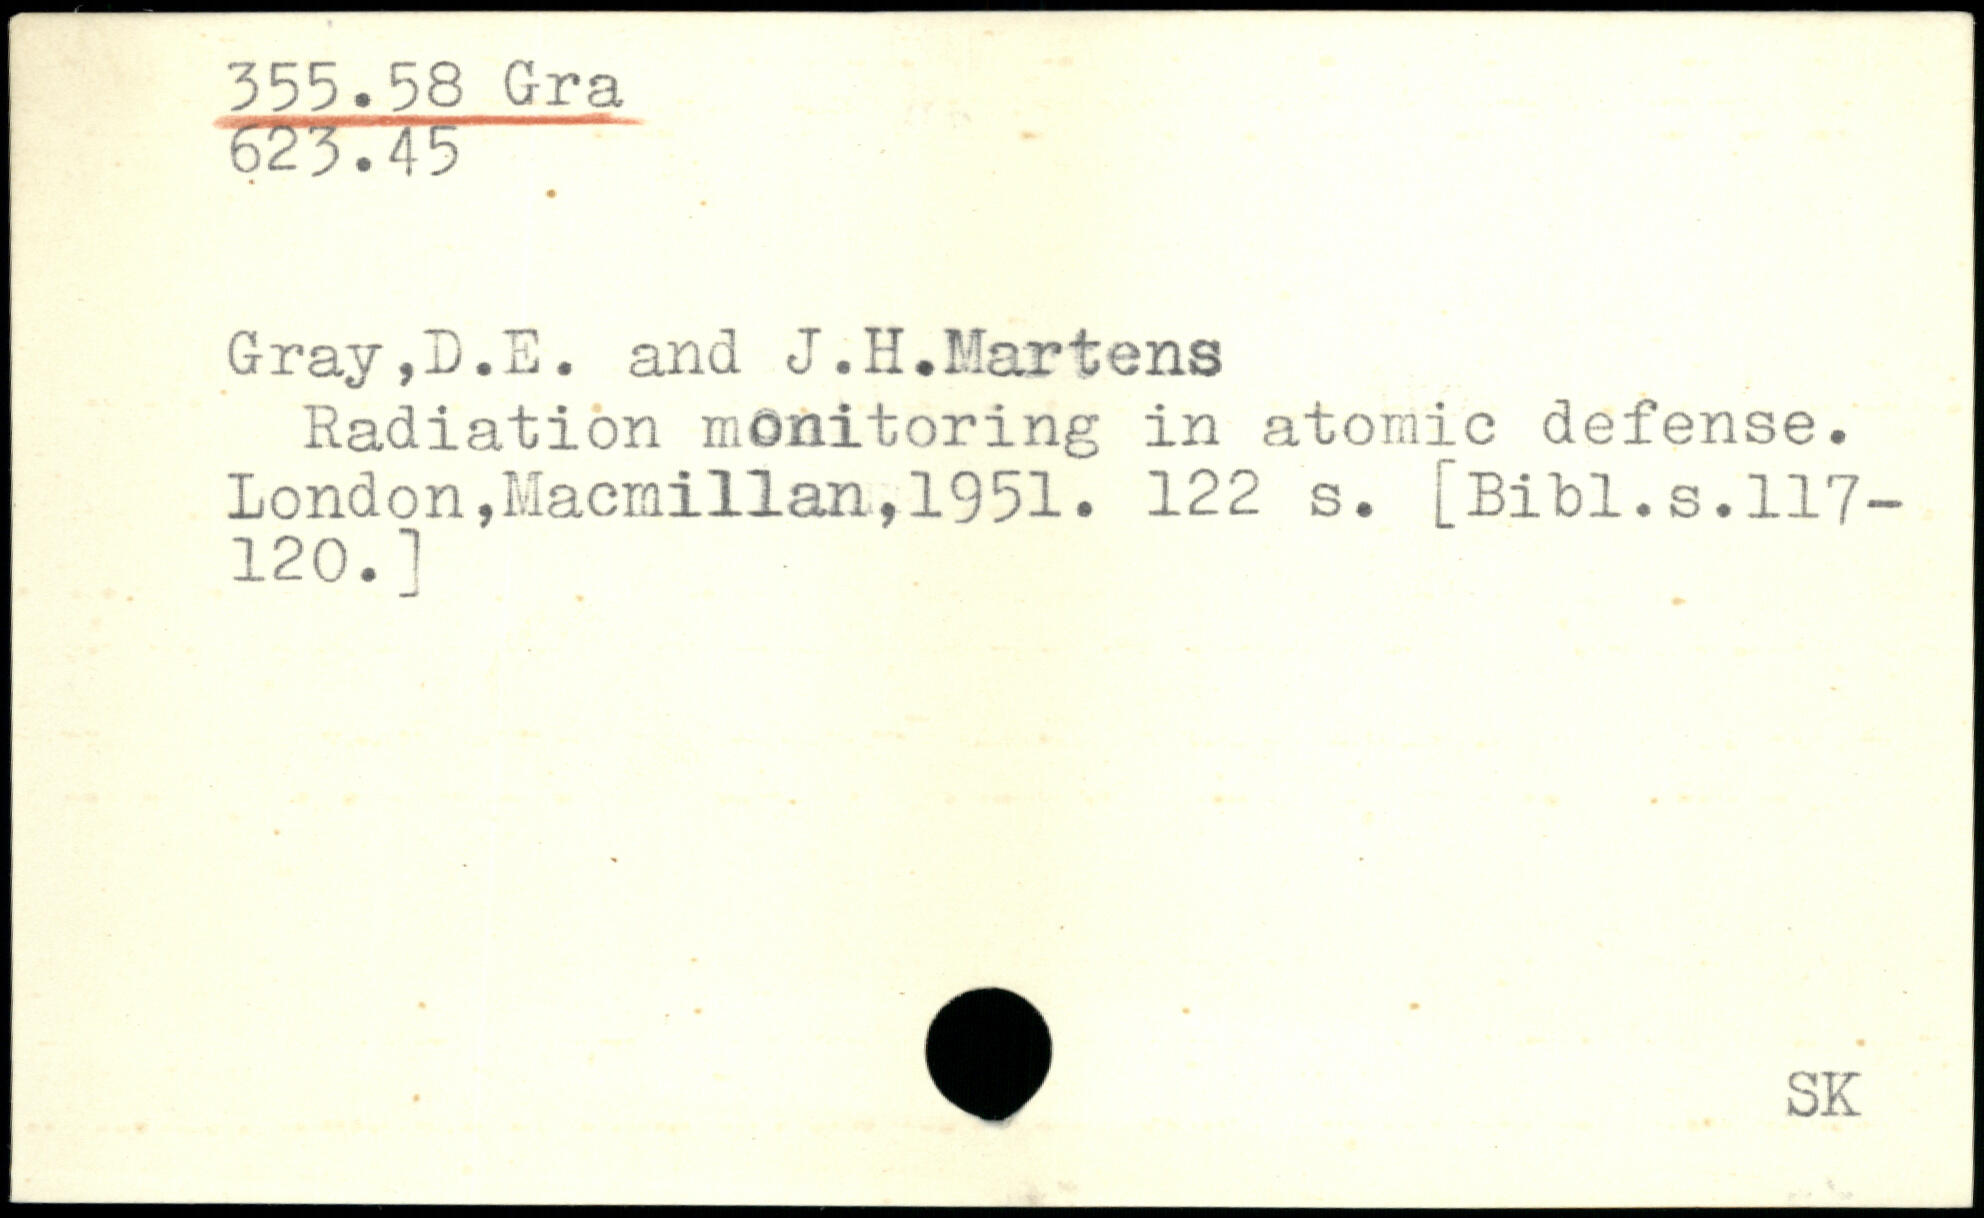 355.58 Gra
623.45
Gray,D.E. and J.H.Martens
Radiation monitoring in atomic defense.
London,Macmillan,1951. 122 s. [Bibl.s.117-
120.]
SK